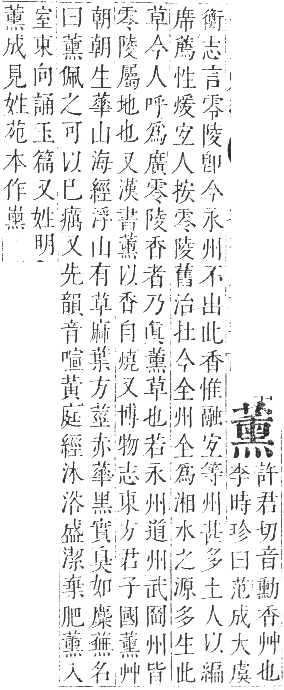 薰許君切音勳香艸也
李時珍曰范成大虞
衡志言零陵卽今永州不出此香惟融宜等州甚多土人以編
席薦性煖宜人按零陵舊治在今全州全爲湘水之源多生此
草今人呼爲廣零陵香者乃真薰草也若永州道州武岡州皆
零陵屬地也又漢書薰以香自燒又博物志東方君子國薰艸
朝朝生華山海經浮山有草麻葉方莖赤華黑實臭如蘪蕪名
曰薰佩之可以已癘又先韻音喧黃庭經沐浴盛潔棄肥薰入
室東向誦玉篇又姓明
薰成見姓苑本作薫